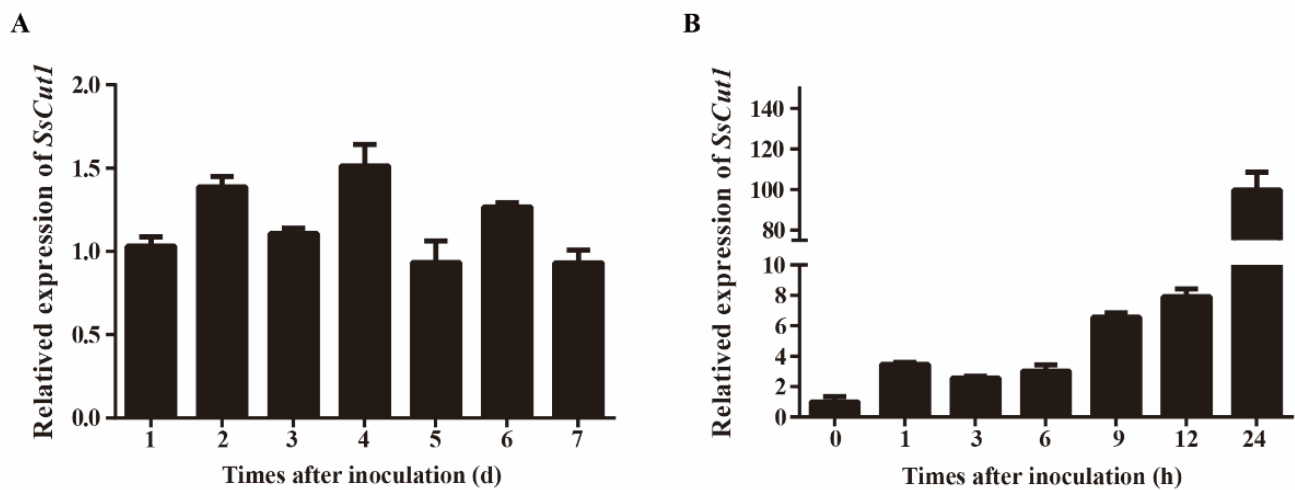 A
Relatived expression of SsCut1
2.0
1.5
1.0
0.5
0.0
1 2 3 4 5 6 7
Times after inoculation (d)
B
Relatived expression of SsCut1
140
120
100
80
10
8
6
4
2
0
0 1 3 6 9 12 24
Times after inoculation (h)